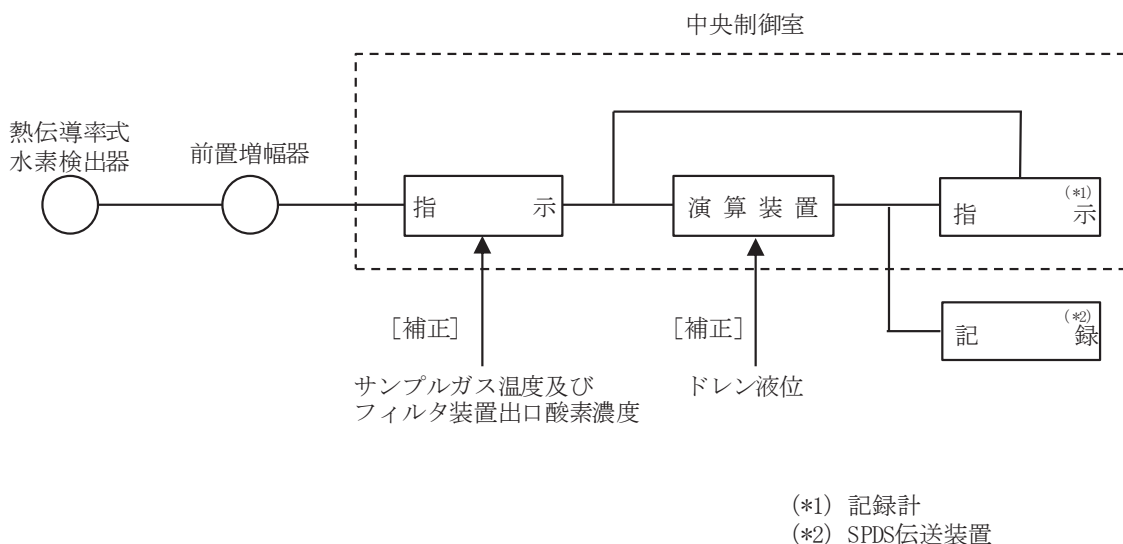 中央制御室
熱伝導率式
水素検出器
前置増幅器
指 示
演 算 装 置
(*1)
指 示
(*2)
記 録
[補正]
[補正]
サンプルガス温度及び
フィルタ装置出口酸素濃度
ドレン液位
(*1) 記録計
(*2) SPDS伝送装置